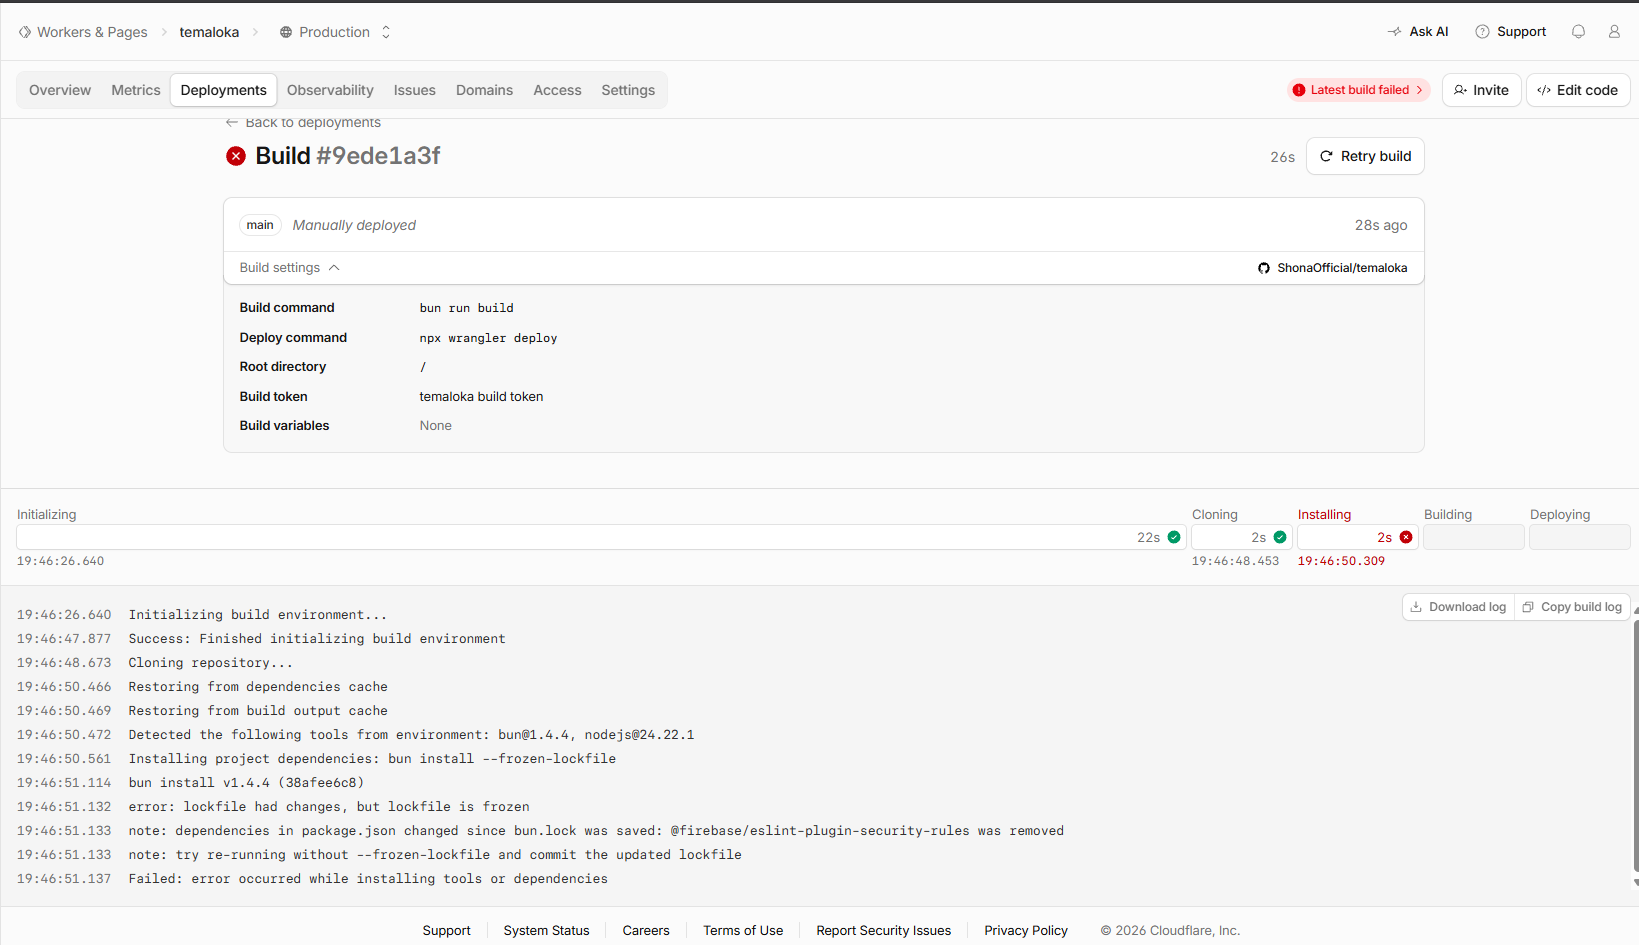 Workers & Pages temaloka Production Ask AI Support
Overview Metrics Deployments Observability Issues Domains Access Settings Latest build failed Invite Edit code
Back to deployments
Build #9ede1a3f 26s Retry build
main Manually deployed 28s ago
Build settings ShonaOfficial/temaloka
Build command bun run build
Deploy command npx wrangler deploy
Root directory /
Build token temaloka build token
Build variables None
Initializing Cloning Installing Building Deploying
22s 2s 2s
19:46:26.640 19:46:48.453 19:46:50.309
Download log Copy build log
19:46:26.640 Initializing build environment...
19:46:47.877 Success: Finished initializing build environment
19:46:48.673 Cloning repository...
19:46:50.466 Restoring from dependencies cache
19:46:50.469 Restoring from build output cache
19:46:50.472 Detected the following tools from environment: bun@1.4.4, nodejs@24.22.1
19:46:50.561 Installing project dependencies: bun install --frozen-lockfile
19:46:51.114 bun install v1.4.4 (38afee6c8)
19:46:51.132 error: lockfile had changes, but lockfile is frozen
19:46:51.133 note: dependencies in package.json changed since bun.lock was saved: @firebase/eslint-plugin-security-rules was removed
19:46:51.133 note: try re-running without --frozen-lockfile and commit the updated lockfile
19:46:51.137 Failed: error occurred while installing tools or dependencies
Support System Status Careers Terms of Use Report Security Issues Privacy Policy © 2026 Cloudflare, Inc.